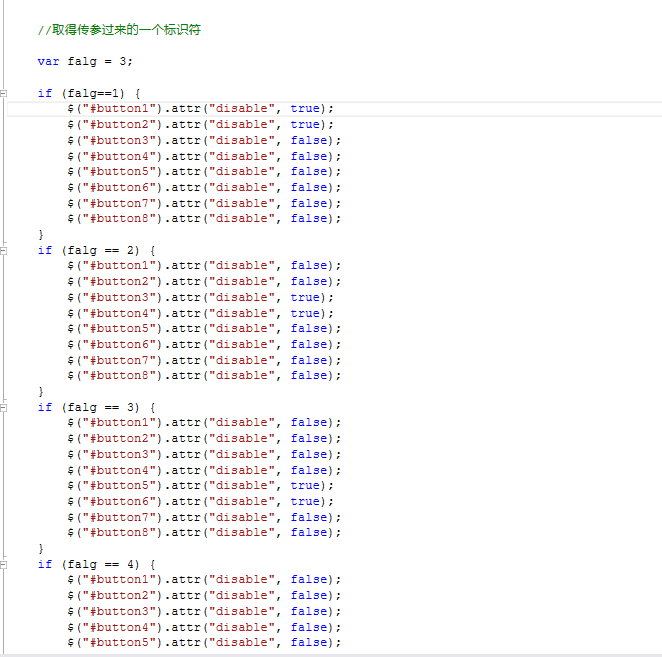 //取得传参过来的一个标识符
var falg = 3;
if (falg==1) {
$("#button1").attr("disable", true);
$("#button2").attr("disable", true);
$("#button3").attr("disable", false);
$("#button4").attr("disable", false);
$("#button5").attr("disable", false);
$("#button6").attr("disable", false);
$("#button7").attr("disable", false);
$("#button8").attr("disable", false);
}
if (falg == 2) {
$("#button1").attr("disable", false);
$("#button2").attr("disable", false);
$("#button3").attr("disable", true);
$("#button4").attr("disable", true);
$("#button5").attr("disable", false);
$("#button6").attr("disable", false);
$("#button7").attr("disable", false);
$("#button8").attr("disable", false);
}
if (falg == 3) {
$("#button1").attr("disable", false);
$("#button2").attr("disable", false);
$("#button3").attr("disable", false);
$("#button4").attr("disable", false);
$("#button5").attr("disable", true);
$("#button6").attr("disable", true);
$("#button7").attr("disable", false);
$("#button8").attr("disable", false);
}
if (falg == 4) {
$("#button1").attr("disable", false);
$("#button2").attr("disable", false);
$("#button3").attr("disable", false);
$("#button4").attr("disable", false);
$("#button5").attr("disable", false);